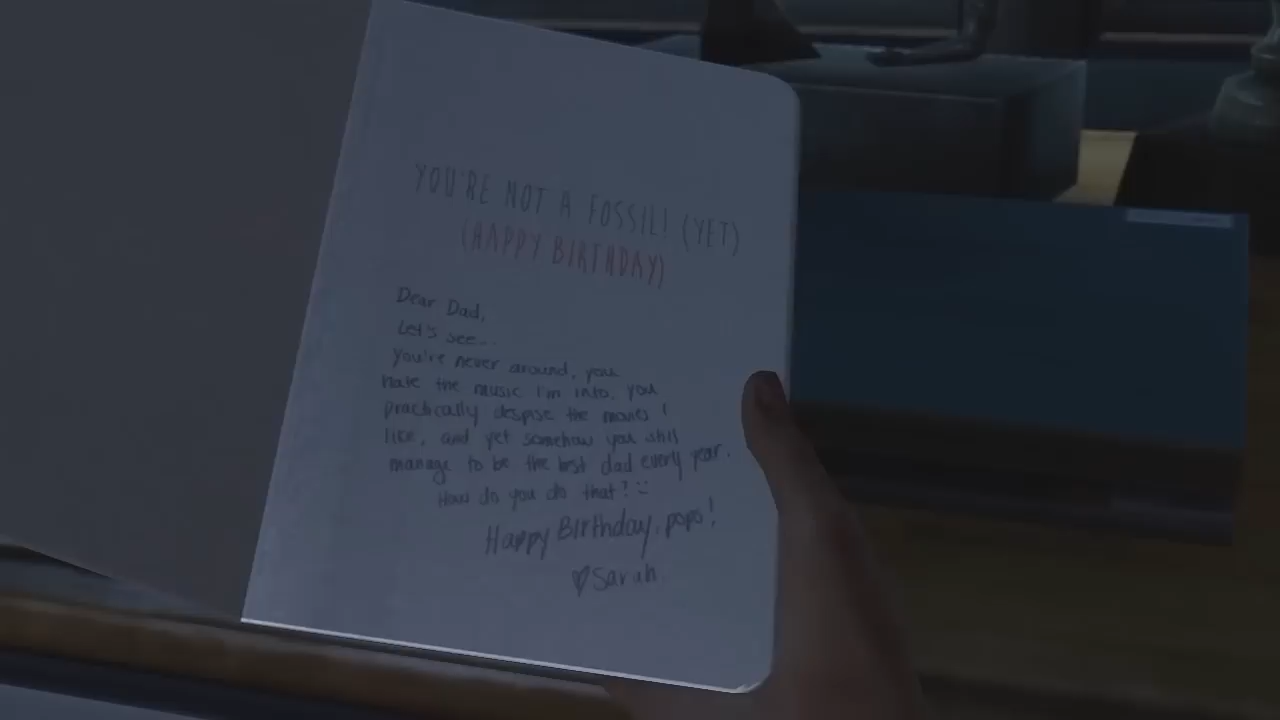 YOU'RE NOT A FOSSIL! (YET)
(HAPPY BIRTHDAY)
Dear Dad,
Let's see...
you're never around, you
hate the music I'm into, you
practically despise the movies I
like, and yet somehow you still
manage to be the best dad every year.
How do you do that? :)
Happy Birthday, papa!
♥Sarah.